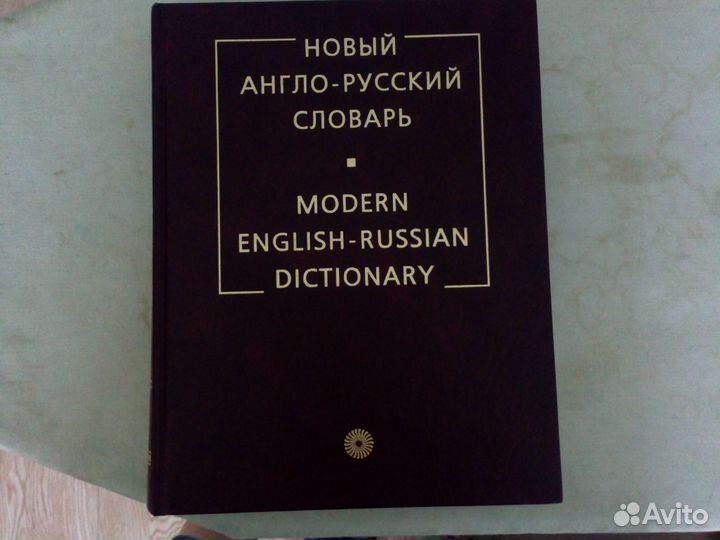 НОВЫЙ
АНГЛО-РУССКИЙ
СЛОВАРЬ
MODERN
ENGLISH-RUSSIAN
DICTIONARY
Avito